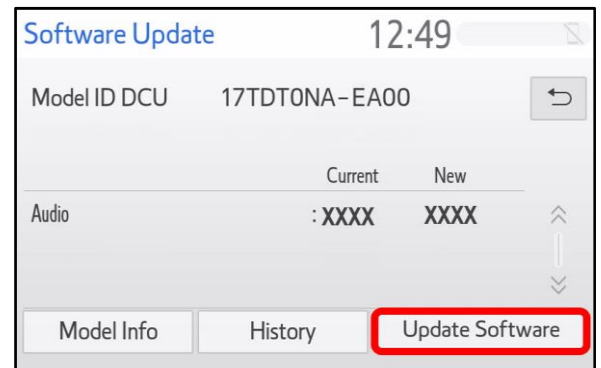 Software Update 12:49
Model ID DCU 17TDT0NA-EA00
Current New
Audio : XXXX XXXX
Model Info History Update Software